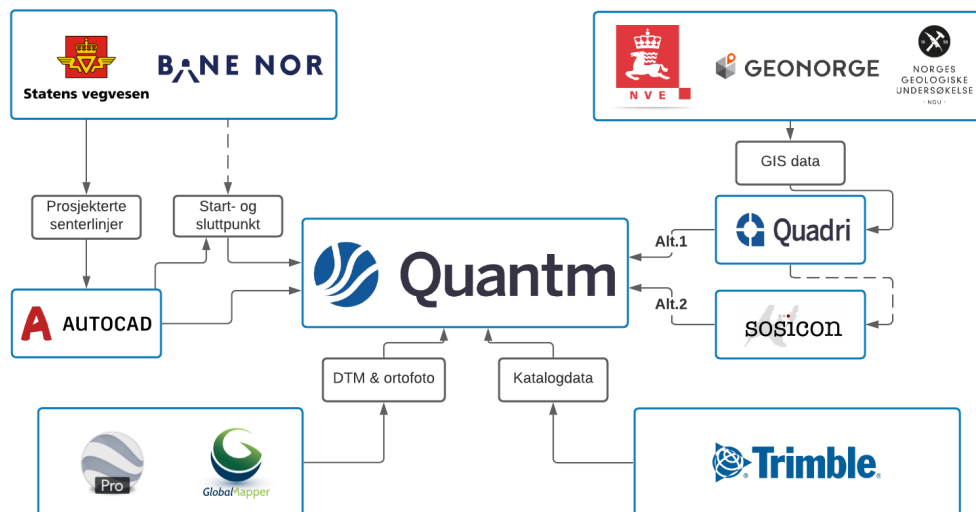 Statens vegvesen
BANE NOR
NVE
GEONORGE
NORGES
GEOLOGISKE
UNDERSØKELSE
- NGU -
GIS data
Prosjekterte
senterlinjer
Start- og
sluttpunkt
Quadri
Alt.1
Quantm
Alt.2
AUTOCAD
sosicon
DTM & ortofoto
Katalogdata
Pro
GlobalMapper
Trimble